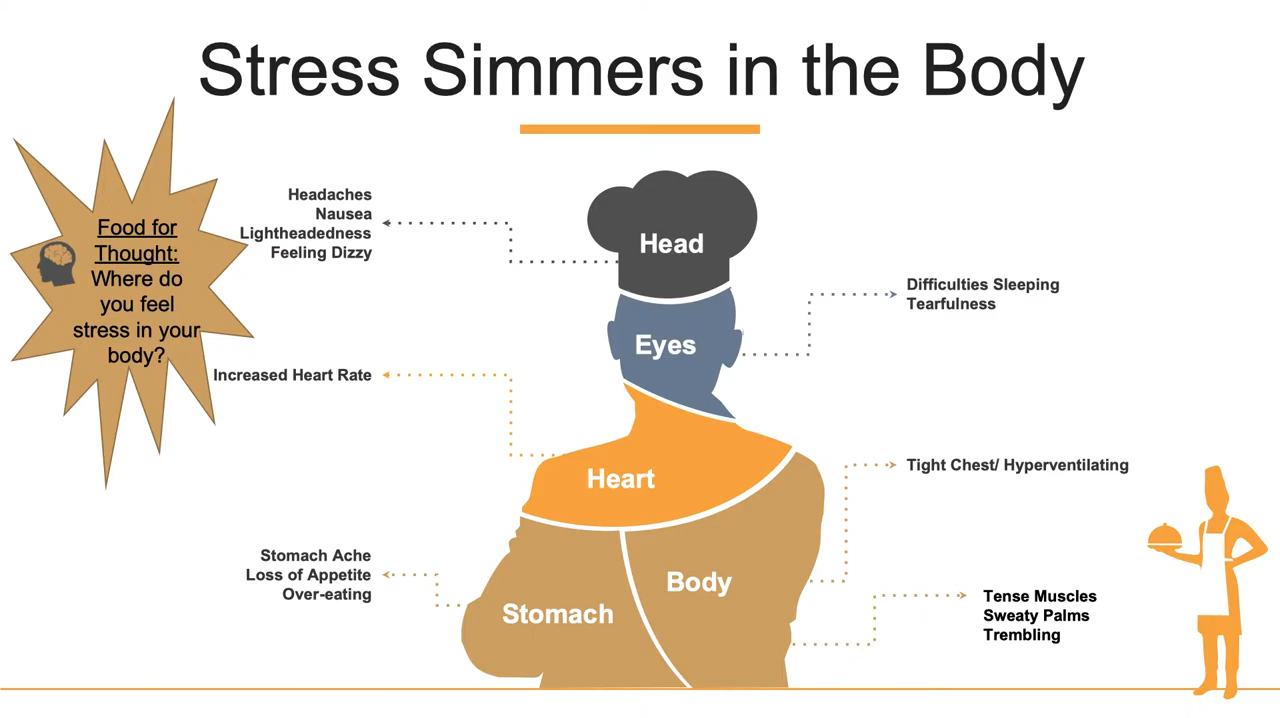 Stress Simmers in the Body
Food for
Thought:
Where do
you feel
stress in your
body?
Headaches
Nausea
Lightheadedness
Feeling Dizzy
Head
Difficulties Sleeping
Tearfulness
Eyes
Increased Heart Rate
Heart
Tight Chest/ Hyperventilating
Stomach Ache
Loss of Appetite
Over-eating
Stomach
Body
Tense Muscles
Sweaty Palms
Trembling